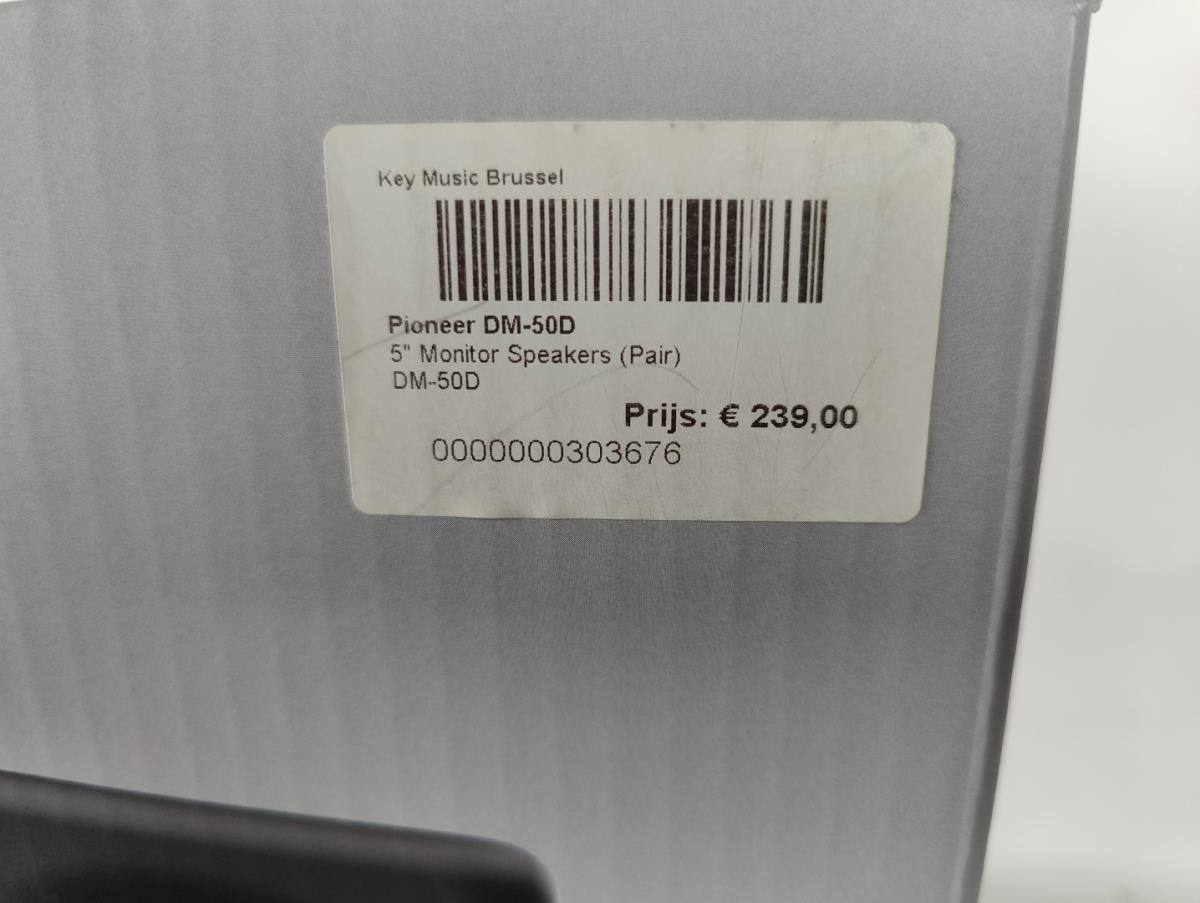 Key Music Brussel
Pioneer DM-50D
5" Monitor Speakers (Pair)
DM-50D
Prijs: € 239,00
0000000303676